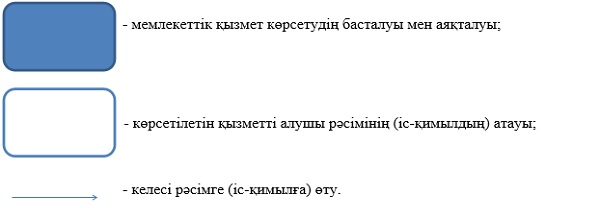 - мемлекеттік қызмет көрсетудің басталуы мен аяқталуы;
- көрсетілетін қызметті алушы рәсімінің (іс-қимылдың) атауы;
- келесі рәсімге (іс-қимылға) өту.